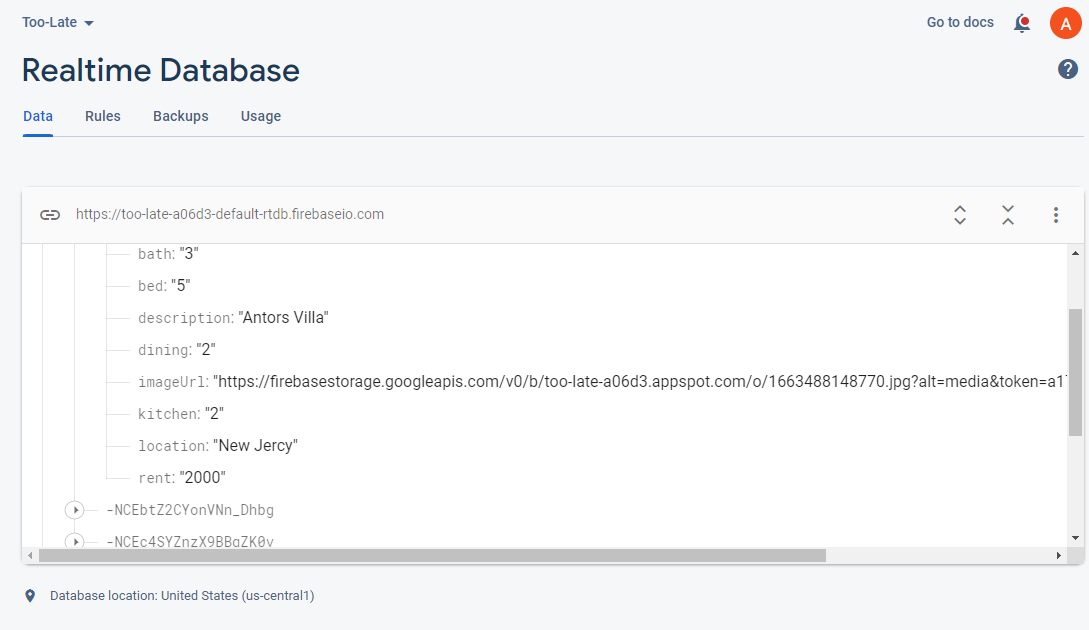 Too-Late
Go to docs
A
Realtime Database
?
Data Rules Backups Usage
https://too-late-a06d3-default-rtdb.firebaseio.com
bath: "3"
bed: "5"
description: "Antors Villa"
dining: "2"
imageUrl: "https://firebasestorage.googleapis.com/v0/b/too-late-a06d3.appspot.com/o/1663488148770.jpg?alt=media&token=a1
kitchen: "2"
location: "New Jercy"
rent: "2000"
-NCEbtZ2CYonVNn_Dhbg
-NCEc4SYZnzX9BBqZK0v
Database location: United States (us-central1)